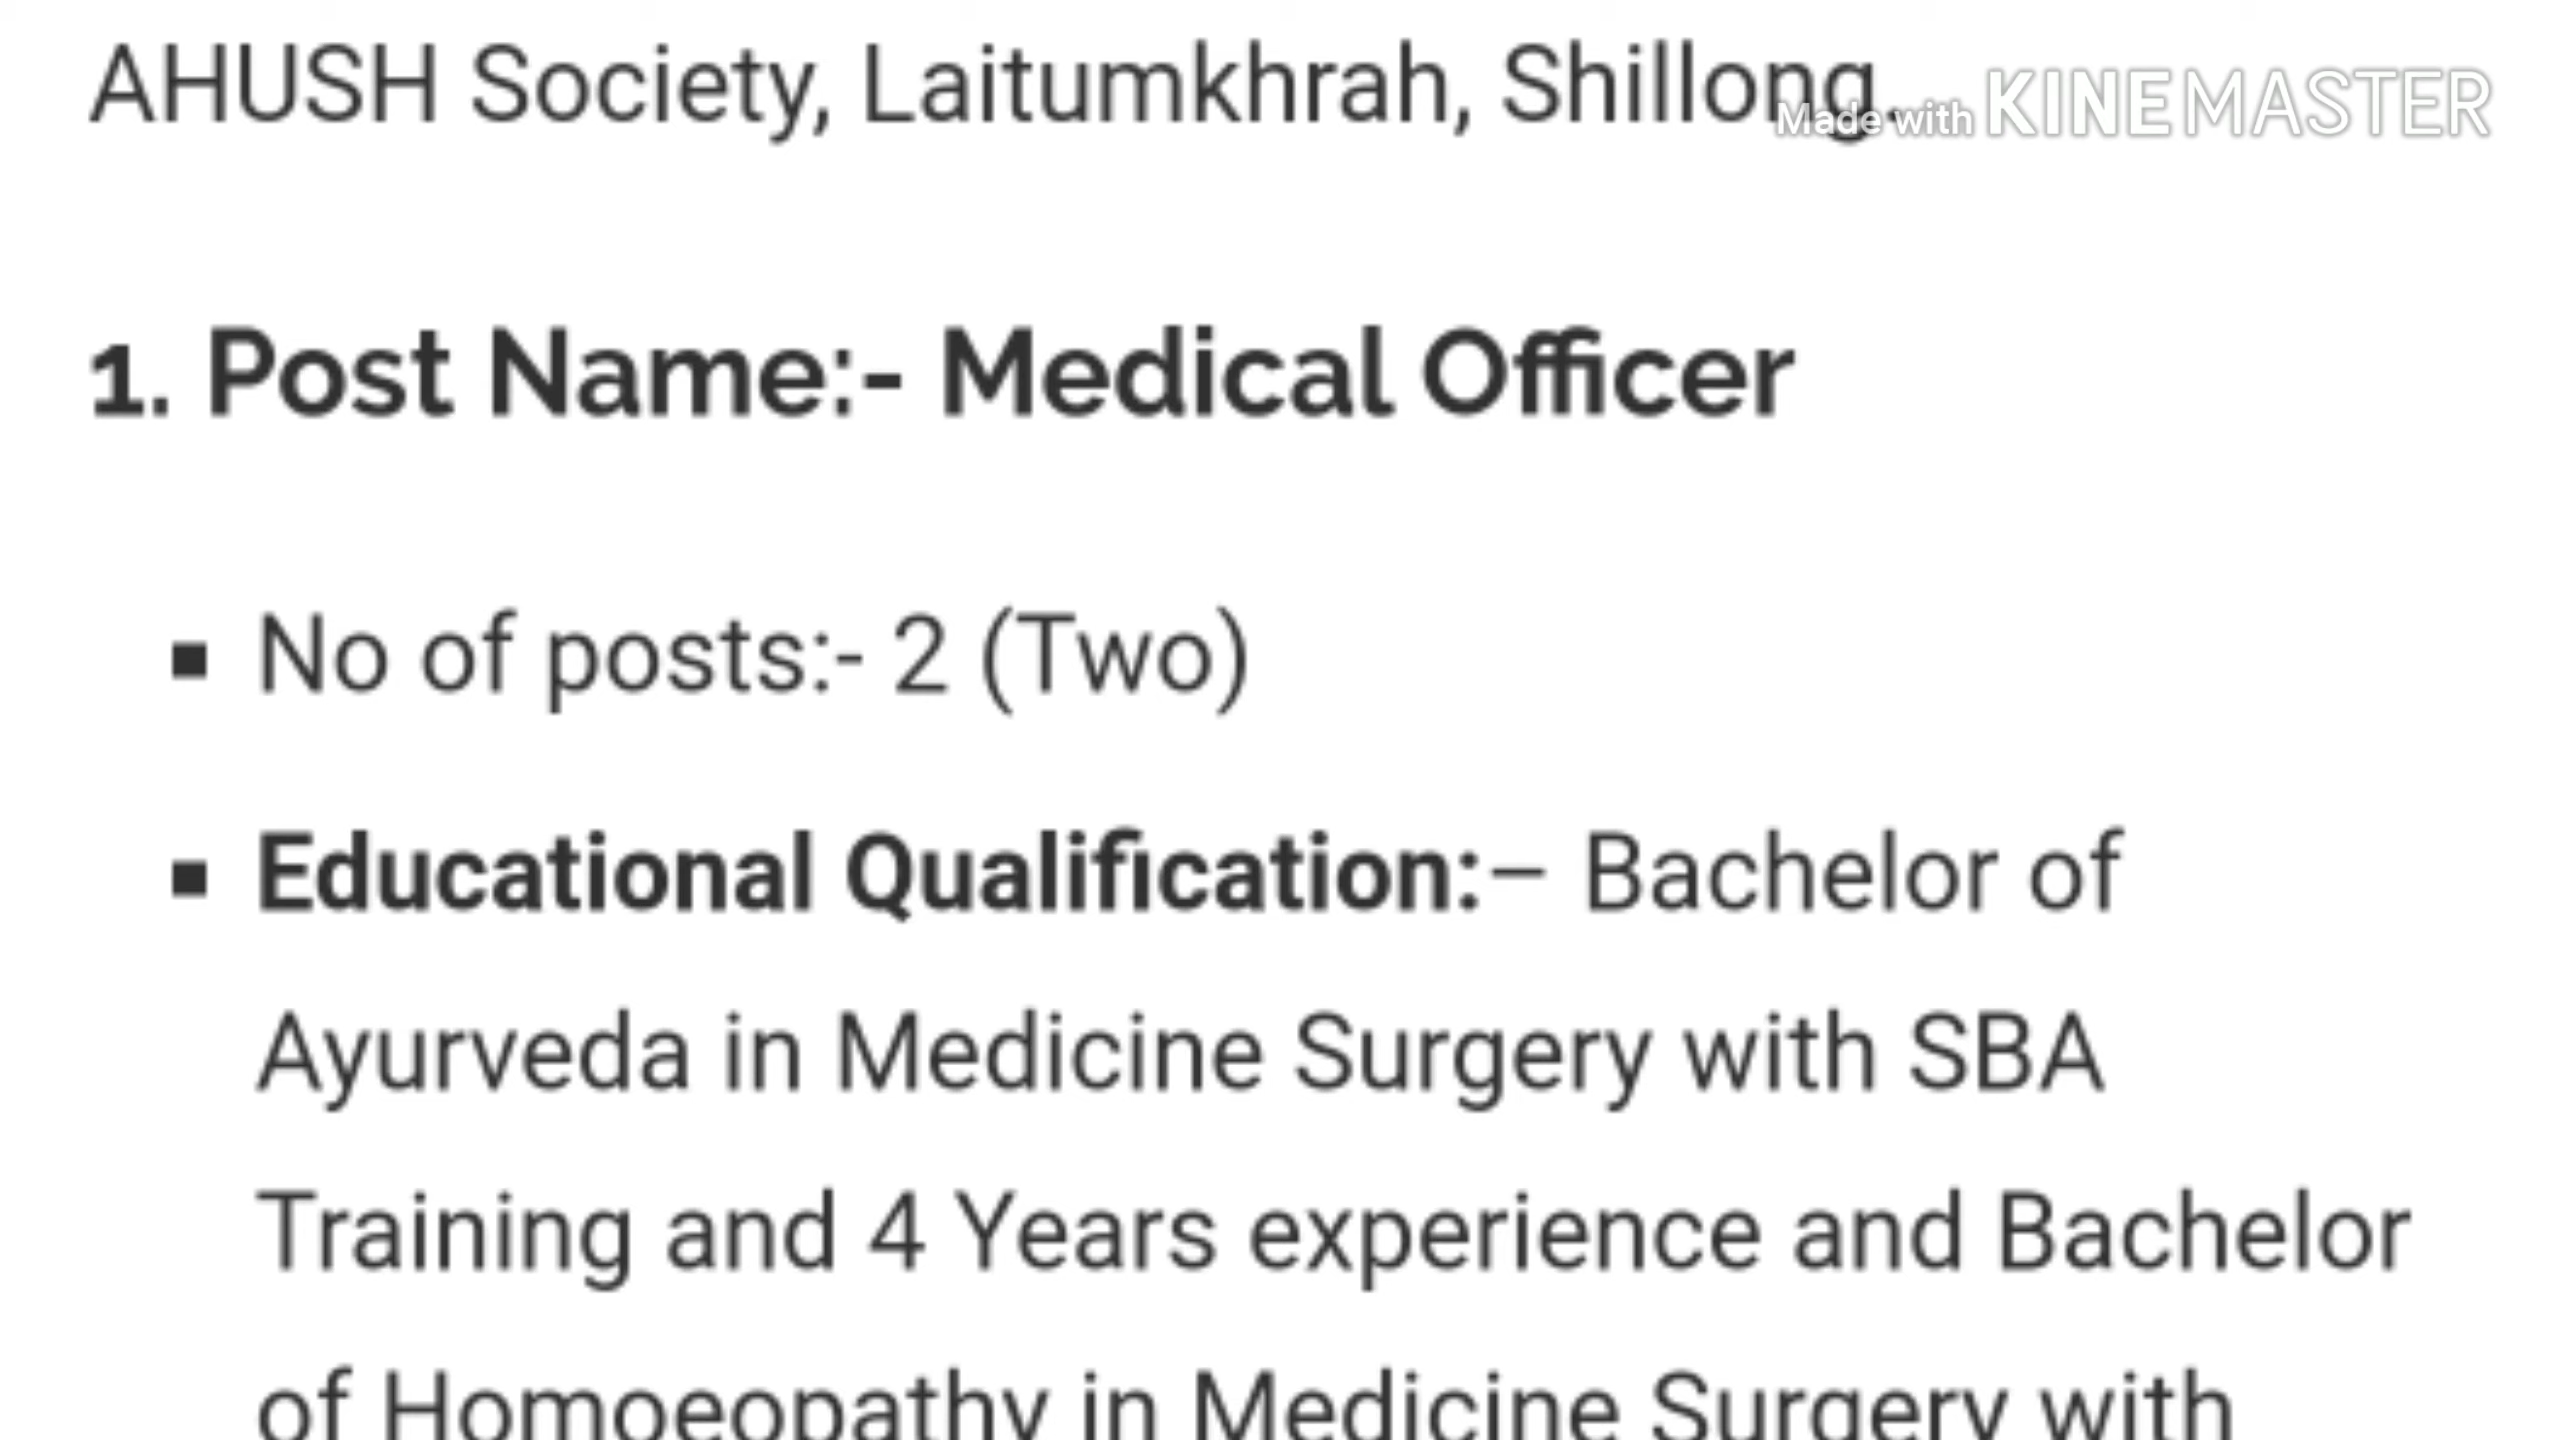 AHUSH Society, Laitumkhrah, Shillong.
Made with KINEMASTER
1. Post Name:- Medical Officer
▪ No of posts:- 2 (Two)
▪ Educational Qualification:– Bachelor of
Ayurveda in Medicine Surgery with SBA
Training and 4 Years experience and Bachelor
of Homoeopathy in Medicine Surgery with